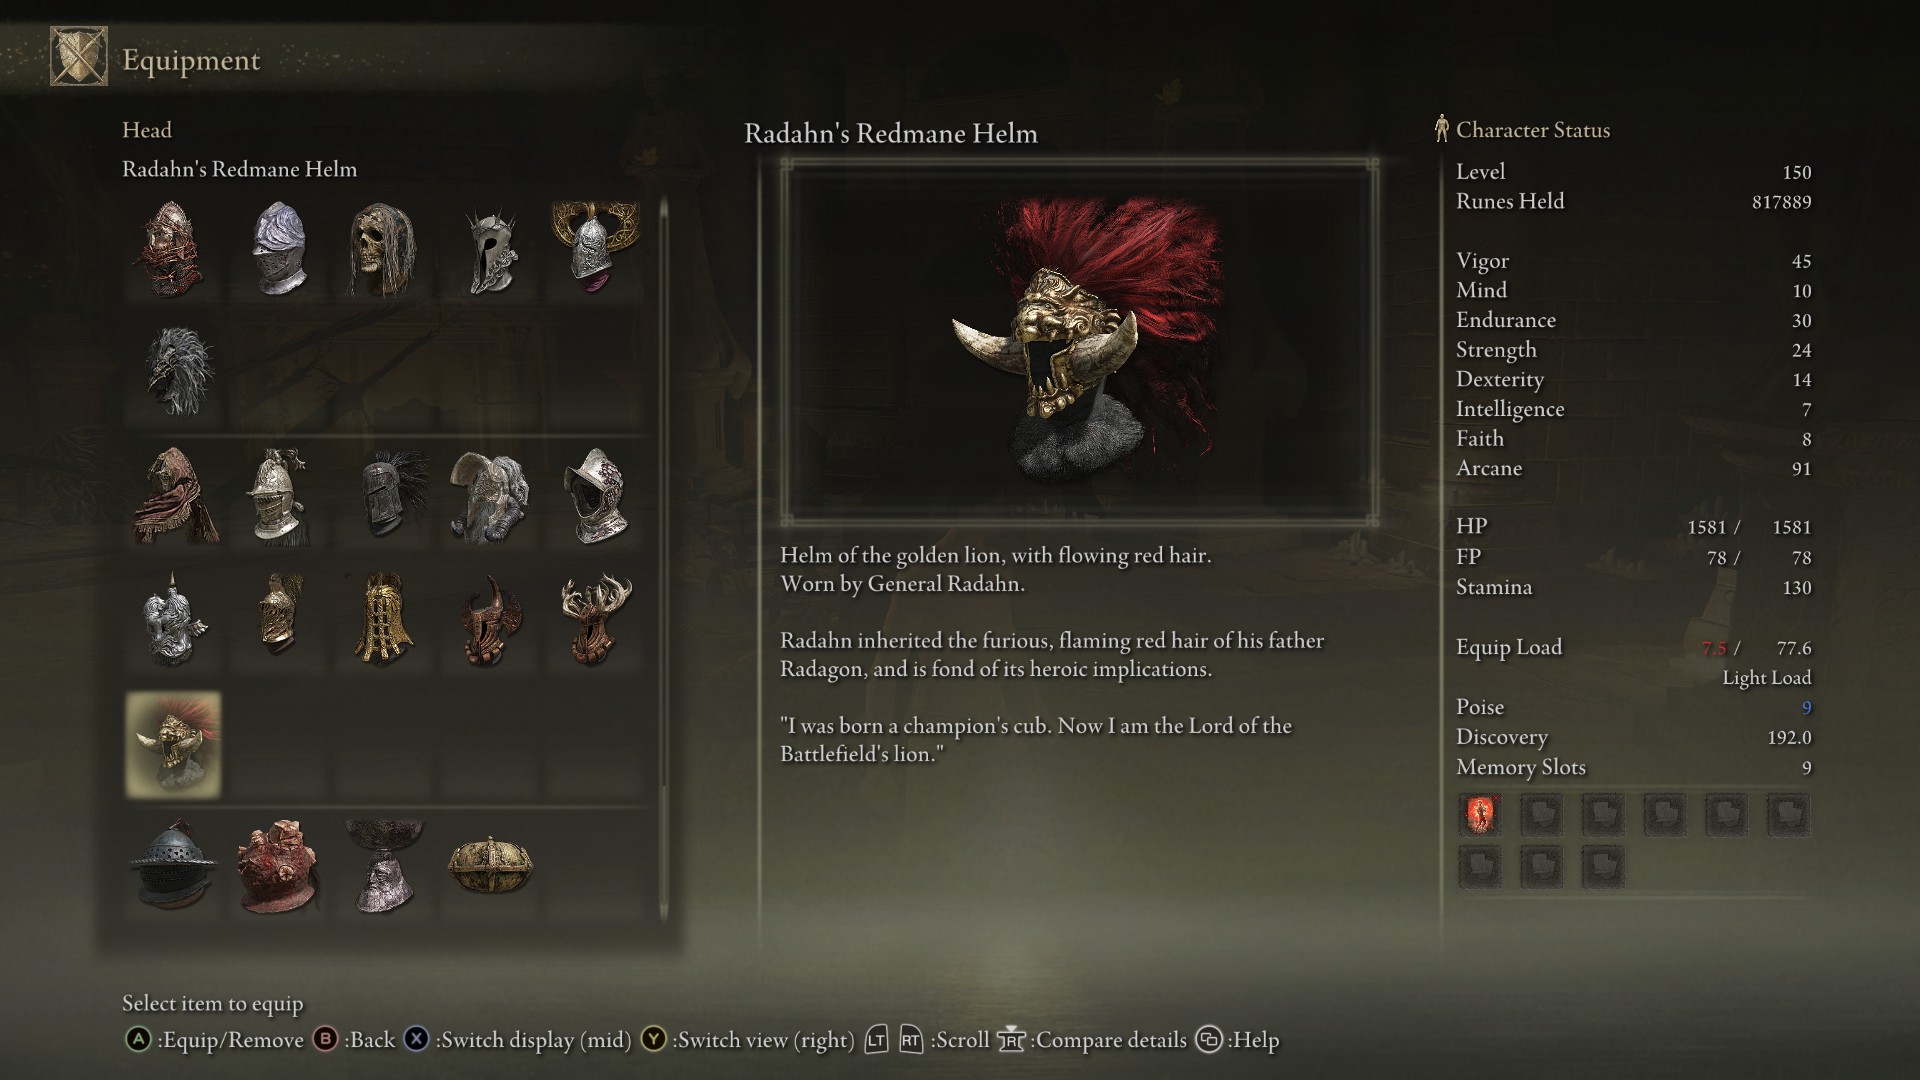 Equipment
Head
Radahn's Redmane Helm
Radahn's Redmane Helm
Helm of the golden lion, with flowing red hair.
Worn by General Radahn.
Radahn inherited the furious, flaming red hair of his father
Radagon, and is fond of its heroic implications.
"I was born a champion's cub. Now I am the Lord of the
Battlefield's lion."
Character Status
Level 150
Runes Held 817889
Vigor 45
Mind 10
Endurance 30
Strength 24
Dexterity 14
Intelligence 7
Faith 8
Arcane 91
HP 1581 / 1581
FP 78 / 78
Stamina 130
Equip Load 7.5 / 77.6
Light Load
Poise 9
Discovery 192.0
Memory Slots 9
Select item to equip
A :Equip/Remove B :Back X :Switch display (mid) Y :Switch view (right) LT RT :Scroll R :Compare details :Help